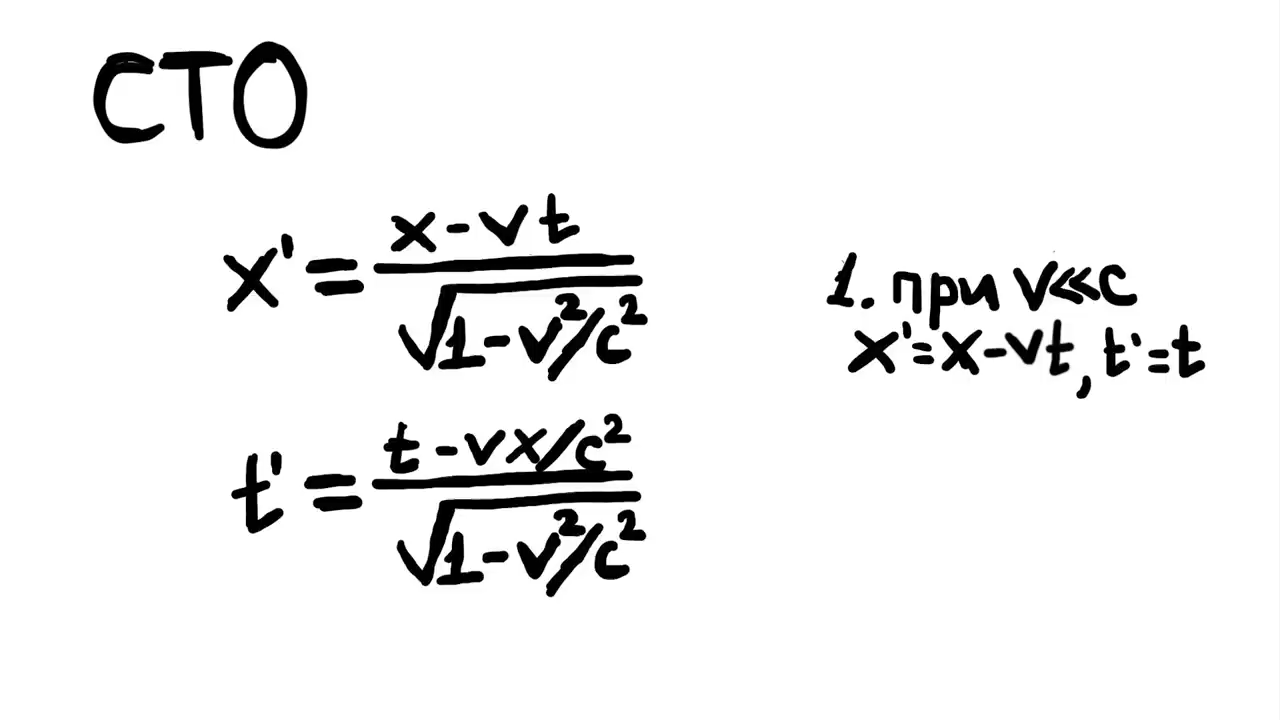 СТО
x' = (x - vt) / √(1 - v²/c²)
t' = (t - vx/c²) / √(1 - v²/c²)
1. при v≪c
x' = x - vt, t' = t